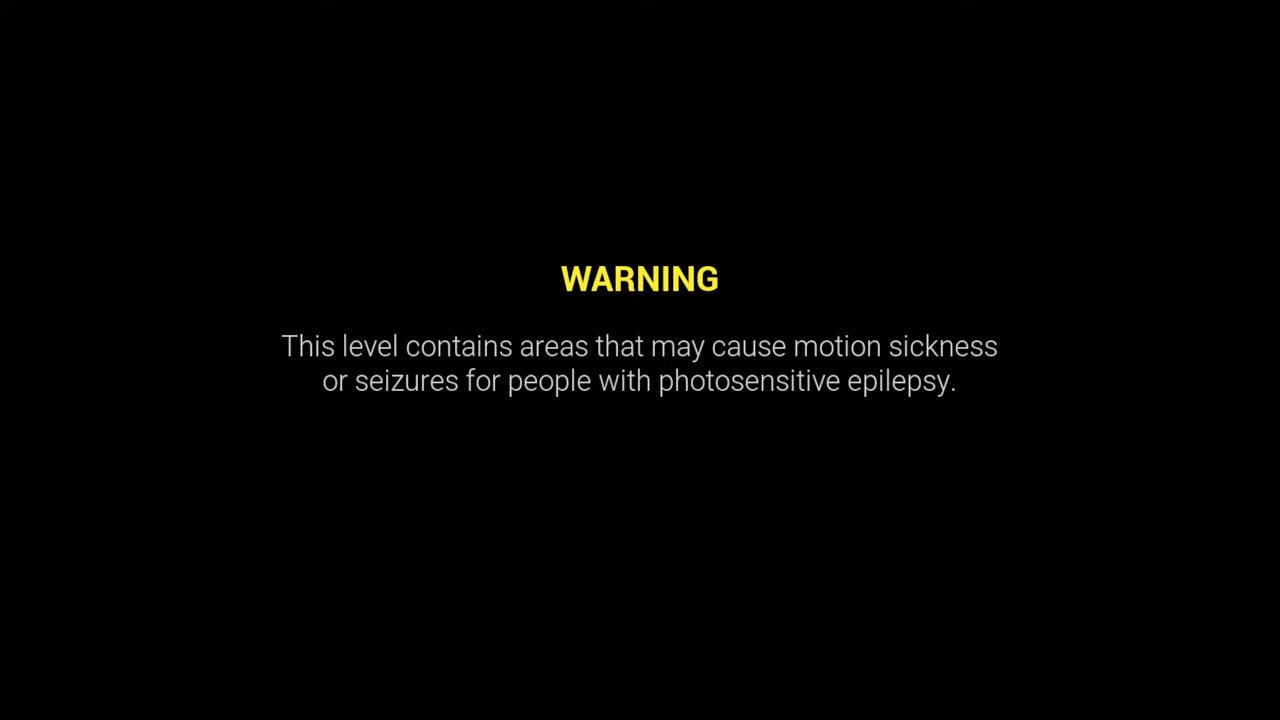 WARNING
This level contains areas that may cause motion sickness
or seizures for people with photosensitive epilepsy.